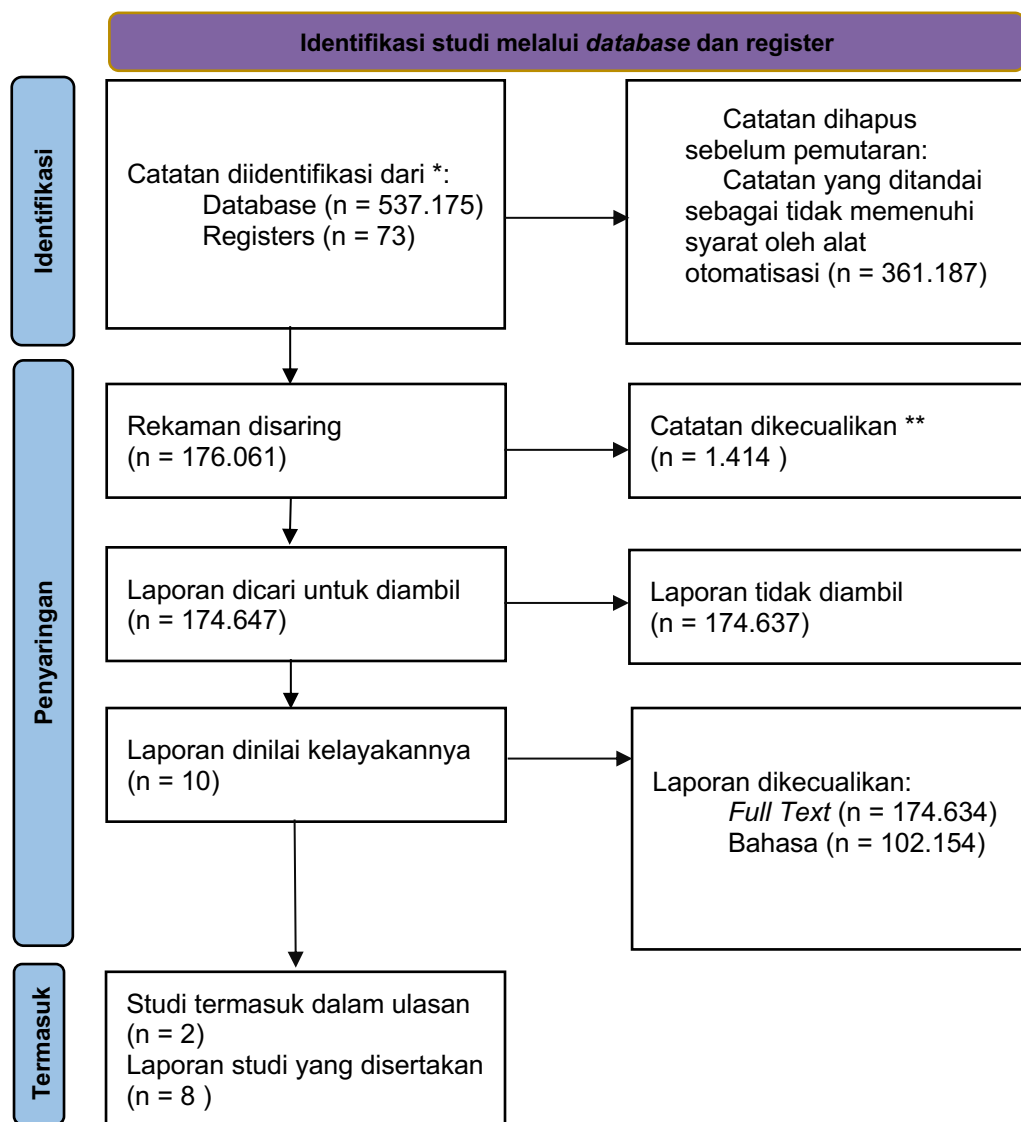 Identifikasi studi melalui database dan register
Identifikasi
Catatan diidentifikasi dari *:
Database (n = 537.175)
Registers (n = 73)
Catatan dihapus
sebelum pemutaran:
Catatan yang ditandai
sebagai tidak memenuhi
syarat oleh alat
otomatisasi (n = 361.187)
Penyaringan
Rekaman disaring
(n = 176.061)
Catatan dikecualikan **
(n = 1.414 )
Laporan dicari untuk diambil
(n = 174.647)
Laporan tidak diambil
(n = 174.637)
Laporan dinilai kelayakannya
(n = 10)
Laporan dikecualikan:
Full Text (n = 174.634)
Bahasa (n = 102.154)
Termasuk
Studi termasuk dalam ulasan
(n = 2)
Laporan studi yang disertakan
(n = 8 )